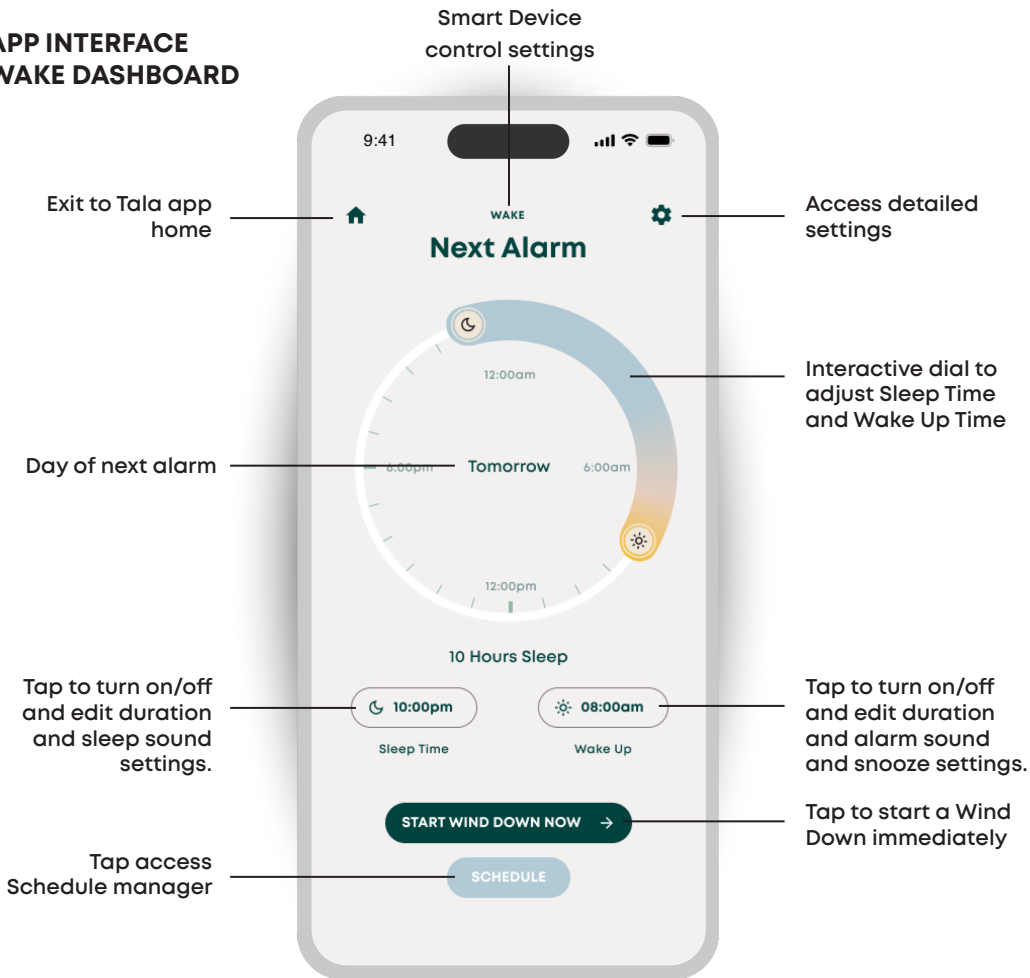 APP INTERFACE
WAKE DASHBOARD
Smart Device
control settings
9:41
Exit to Tala app
home
WAKE
Next Alarm
Access detailed
settings
12:00am
Interactive dial to
adjust Sleep Time
and Wake Up Time
Day of next alarm
6:00pm
Tomorrow
6:00am
12:00pm
10 Hours Sleep
Tap to turn on/off
and edit duration
and sleep sound
settings.
10:00pm
Sleep Time
08:00am
Wake Up
Tap to turn on/off
and edit duration
and alarm sound
and snooze settings.
START WIND DOWN NOW →
Tap to start a Wind
Down immediately
Tap access
Schedule manager
SCHEDULE